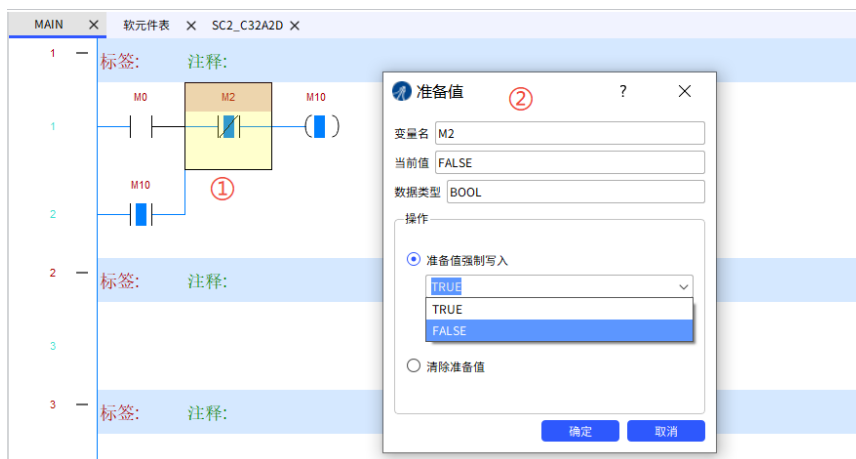 MAIN 软元件表 SC2_C32A2D
1 标签: 注释:
M0 M2 M10
1
①
M10
2
2 标签: 注释:
3
3 标签: 注释:
准备值 ② ?
变量名 M2
当前值 FALSE
数据类型 BOOL
操作
准备值强制写入
TRUE
TRUE
FALSE
清除准备值
确定 取消